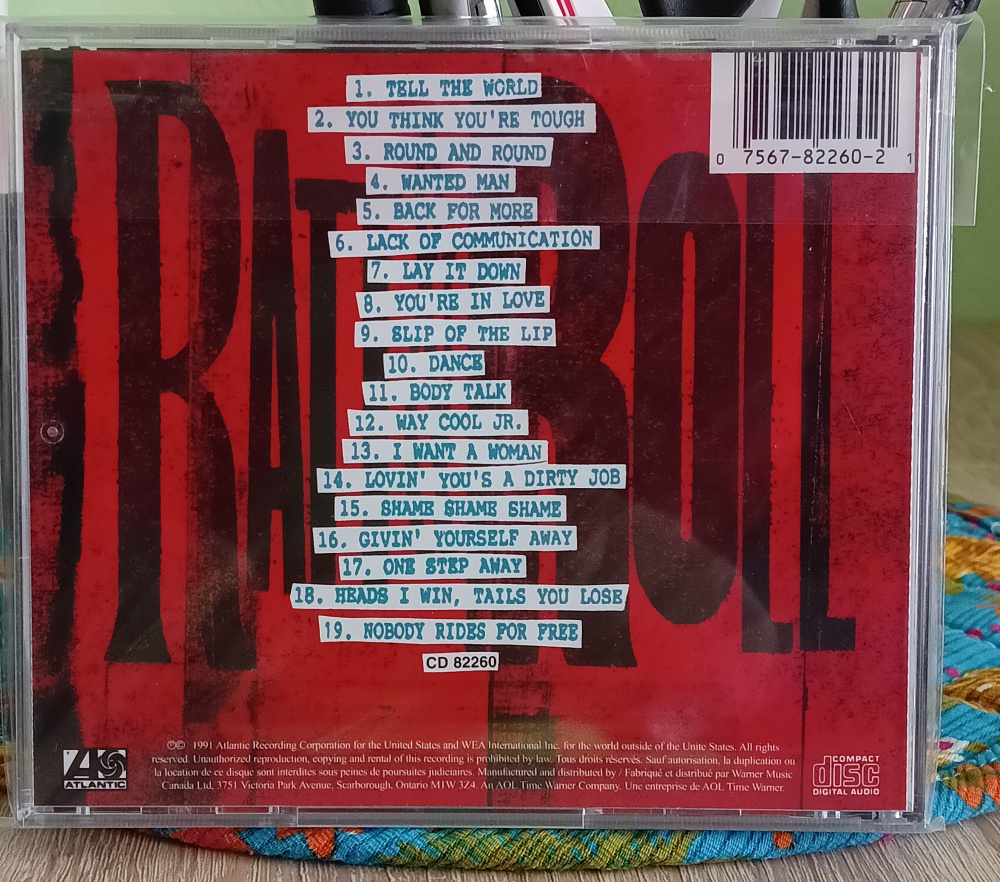 RATT & ROLL
1. TELL THE WORLD
2. YOU THINK YOU'RE TOUGH
3. ROUND AND ROUND
4. WANTED MAN
5. BACK FOR MORE
6. LACK OF COMMUNICATION
7. LAY IT DOWN
8. YOU'RE IN LOVE
9. SLIP OF THE LIP
10. DANCE
11. BODY TALK
12. WAY COOL JR.
13. I WANT A WOMAN
14. LOVIN' YOU'S A DIRTY JOB
15. SHAME SHAME SHAME
16. GIVIN' YOURSELF AWAY
17. ONE STEP AWAY
18. HEADS I WIN, TAILS YOU LOSE
19. NOBODY RIDES FOR FREE
CD 82260
0 7567-82260-2 1
ATLANTIC
℗© 1991 Atlantic Recording Corporation for the United States and WEA International Inc. for the world outside of the Unite States. All rights
reserved. Unauthorized reproduction, copying and rental of this recording is prohibited by law. Tous droits résérvés. Sauf autorisation, la duplication ou
la location de ce disque sont interdites sous peines de poursuites judiciaires. Manufactured and distributed by / Fabriqué et distribué par Warner Music
Canada Ltd, 3751 Victoria Park Avenue, Scarborough, Ontario M1W 3Z4. An AOL Time Warner Company. Une entreprise de AOL Time Warner.
COMPACT
disc
DIGITAL AUDIO